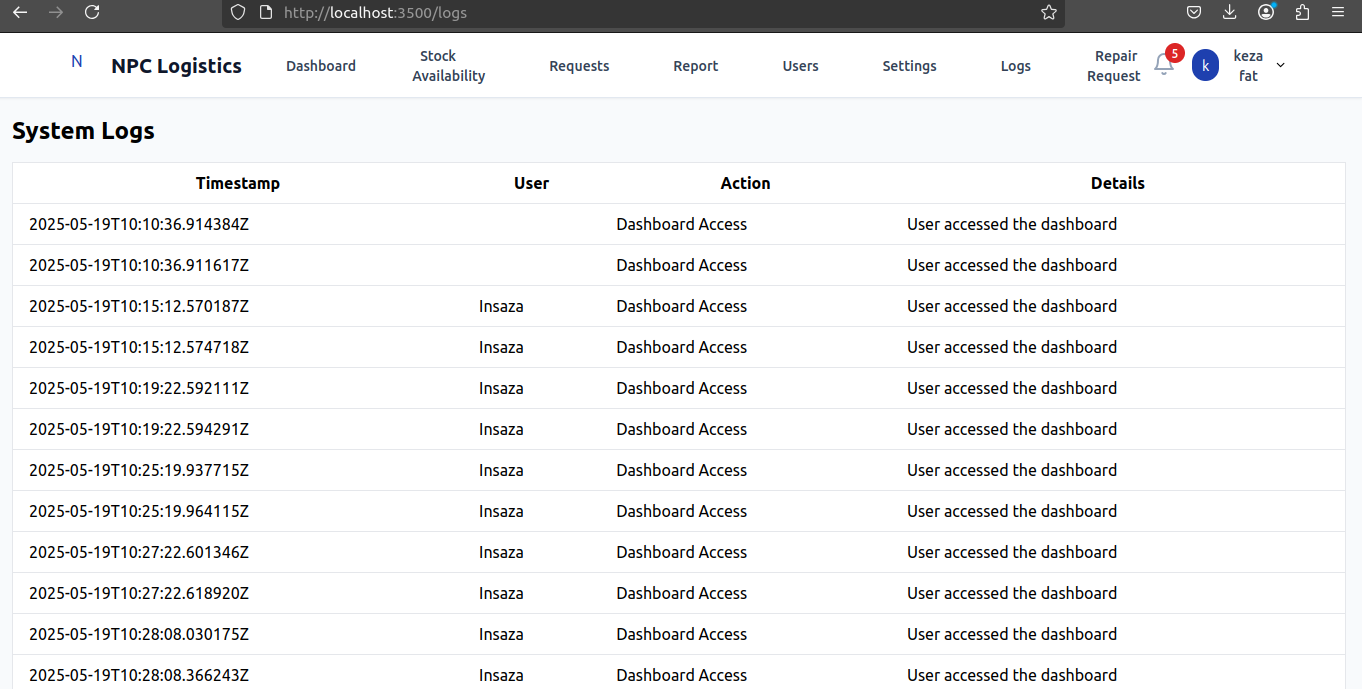 http://localhost:3500/logs
N NPC Logistics Dashboard Stock Availability Requests Report Users Settings Logs Repair Request 5 k keza fat
System Logs
Timestamp User Action Details
2025-05-19T10:10:36.914384Z Dashboard Access User accessed the dashboard
2025-05-19T10:10:36.911617Z Dashboard Access User accessed the dashboard
2025-05-19T10:15:12.570187Z Insaza Dashboard Access User accessed the dashboard
2025-05-19T10:15:12.574718Z Insaza Dashboard Access User accessed the dashboard
2025-05-19T10:19:22.592111Z Insaza Dashboard Access User accessed the dashboard
2025-05-19T10:19:22.594291Z Insaza Dashboard Access User accessed the dashboard
2025-05-19T10:25:19.937715Z Insaza Dashboard Access User accessed the dashboard
2025-05-19T10:25:19.964115Z Insaza Dashboard Access User accessed the dashboard
2025-05-19T10:27:22.601346Z Insaza Dashboard Access User accessed the dashboard
2025-05-19T10:27:22.618920Z Insaza Dashboard Access User accessed the dashboard
2025-05-19T10:28:08.030175Z Insaza Dashboard Access User accessed the dashboard
2025-05-19T10:28:08.366243Z Insaza Dashboard Access User accessed the dashboard